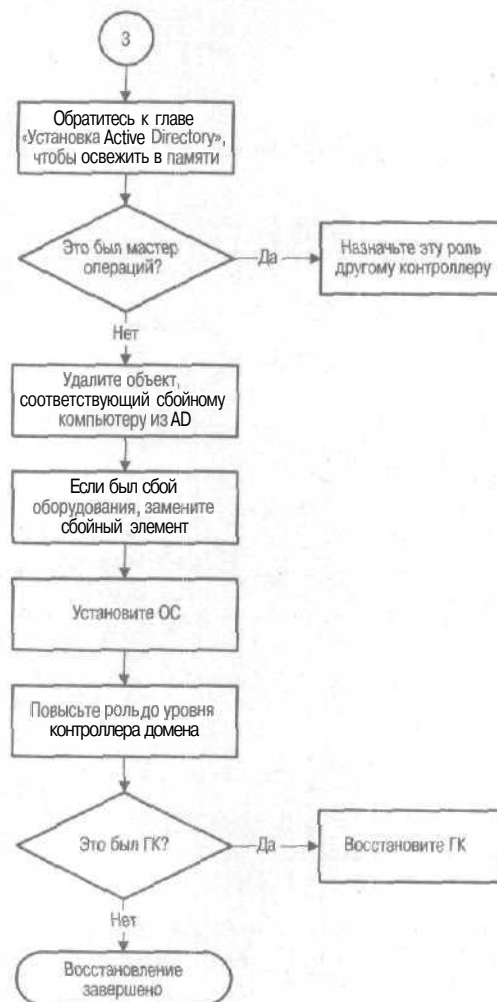 3
Обратитесь к главе
«Установка Active Directory»,
чтобы освежить в памяти
Это был мастер
операций?
Да
Назначьте эту роль
другому контроллеру
Нет
Удалите объект,
соответствующий сбойному
компьютеру из AD
Если был сбой
оборудования, замените
сбойный элемент
Установите ОС
Повысьте роль до уровня
контроллера домена
Это был ГК?
Да
Восстановите ГК
Нет
Восстановление
завершено